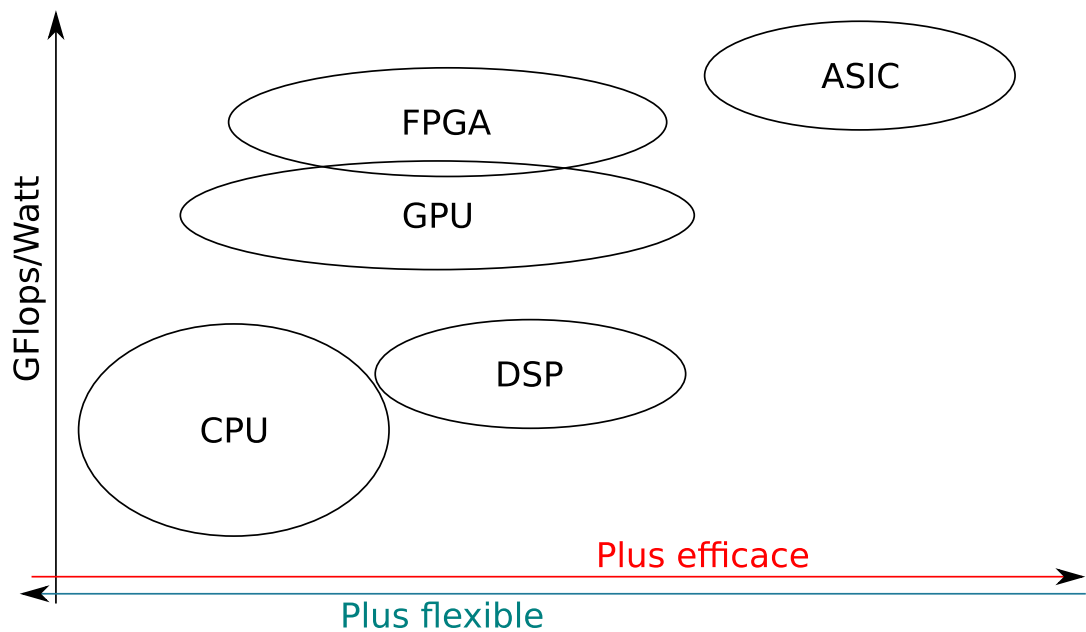 ASIC
FPGA
GPU
GFlops/Watt
DSP
CPU
Plus efficace
Plus flexible